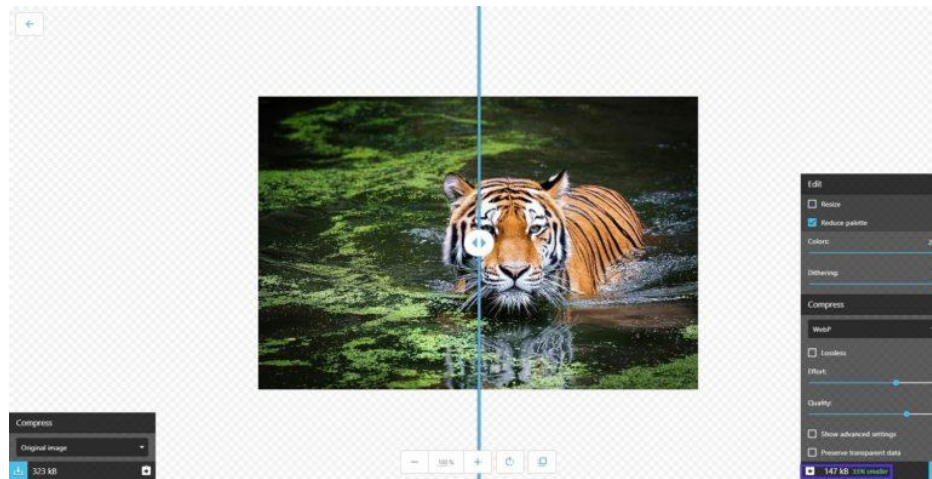 Edit
Resize
Reduce palette
Colors:
2
Dithering:
Compress
WebP
Lossless
Effort:
Quality:
Show advanced settings
Preserve transparent data
147 kB smaller
Compress
Original image
323 kB
100 %